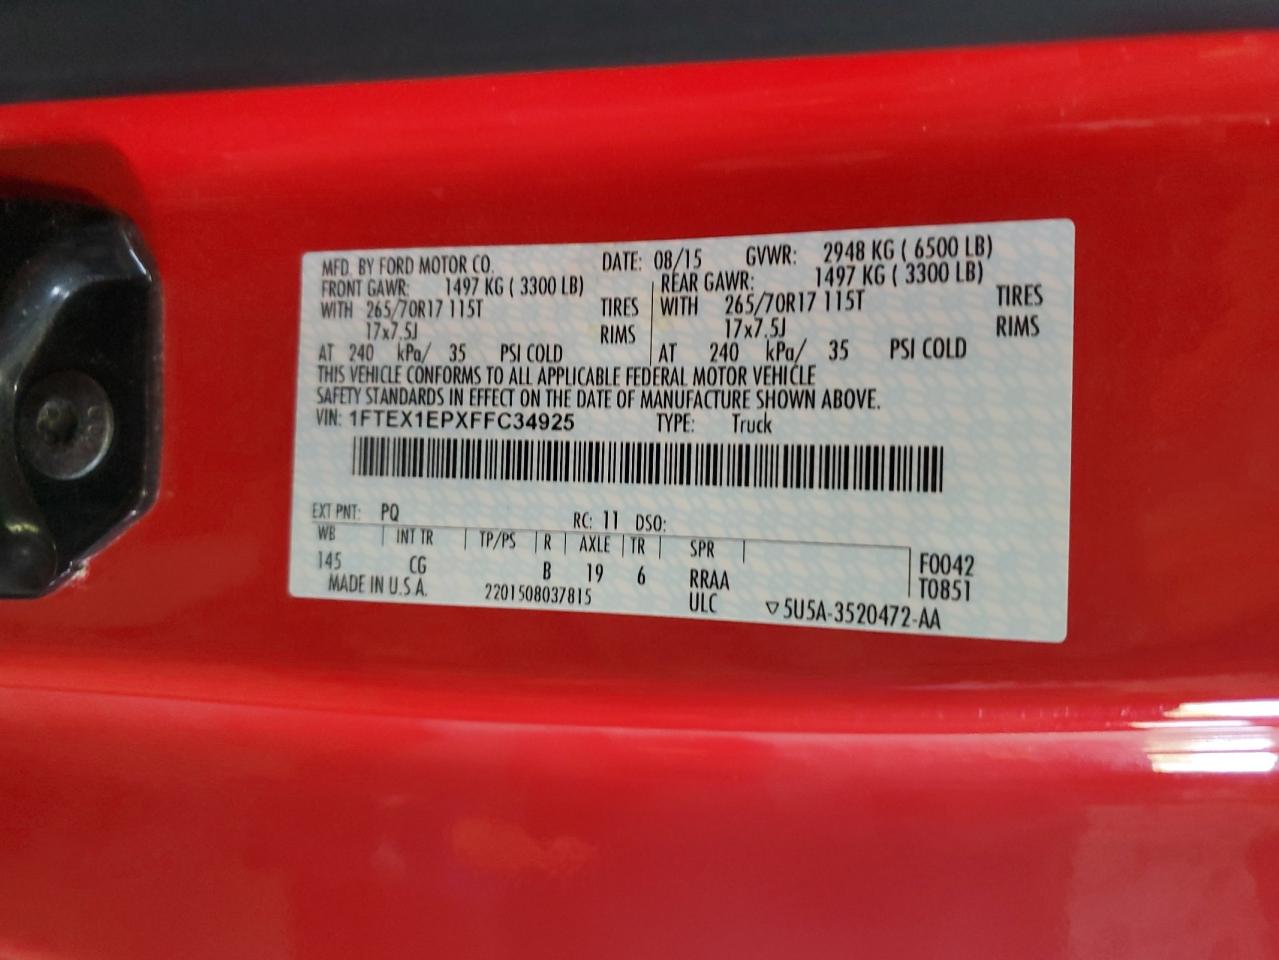 MFD. BY FORD MOTOR CO. DATE: 08/15 GVWR: 2948 KG ( 6500 LB)
FRONT GAWR: 1497 KG ( 3300 LB) REAR GAWR: 1497 KG ( 3300 LB)
WITH 265/70R17 115T TIRES WITH 265/70R17 115T TIRES
17x7.5J RIMS 17x7.5J RIMS
AT 240 kPa/ 35 PSI COLD AT 240 kPa/ 35 PSI COLD
THIS VEHICLE CONFORMS TO ALL APPLICABLE FEDERAL MOTOR VEHICLE
SAFETY STANDARDS IN EFFECT ON THE DATE OF MANUFACTURE SHOWN ABOVE.
VIN: 1FTEX1EPXFFC34925 TYPE: Truck
EXT PNT: PQ RC: 11 DSO:
WB INT TR TP/PS R AXLE TR SPR
145 CG B 19 6 RRAA F0042
MADE IN U.S.A. 2201508037815 ULC T0851
▽5U5A-3520472-AA